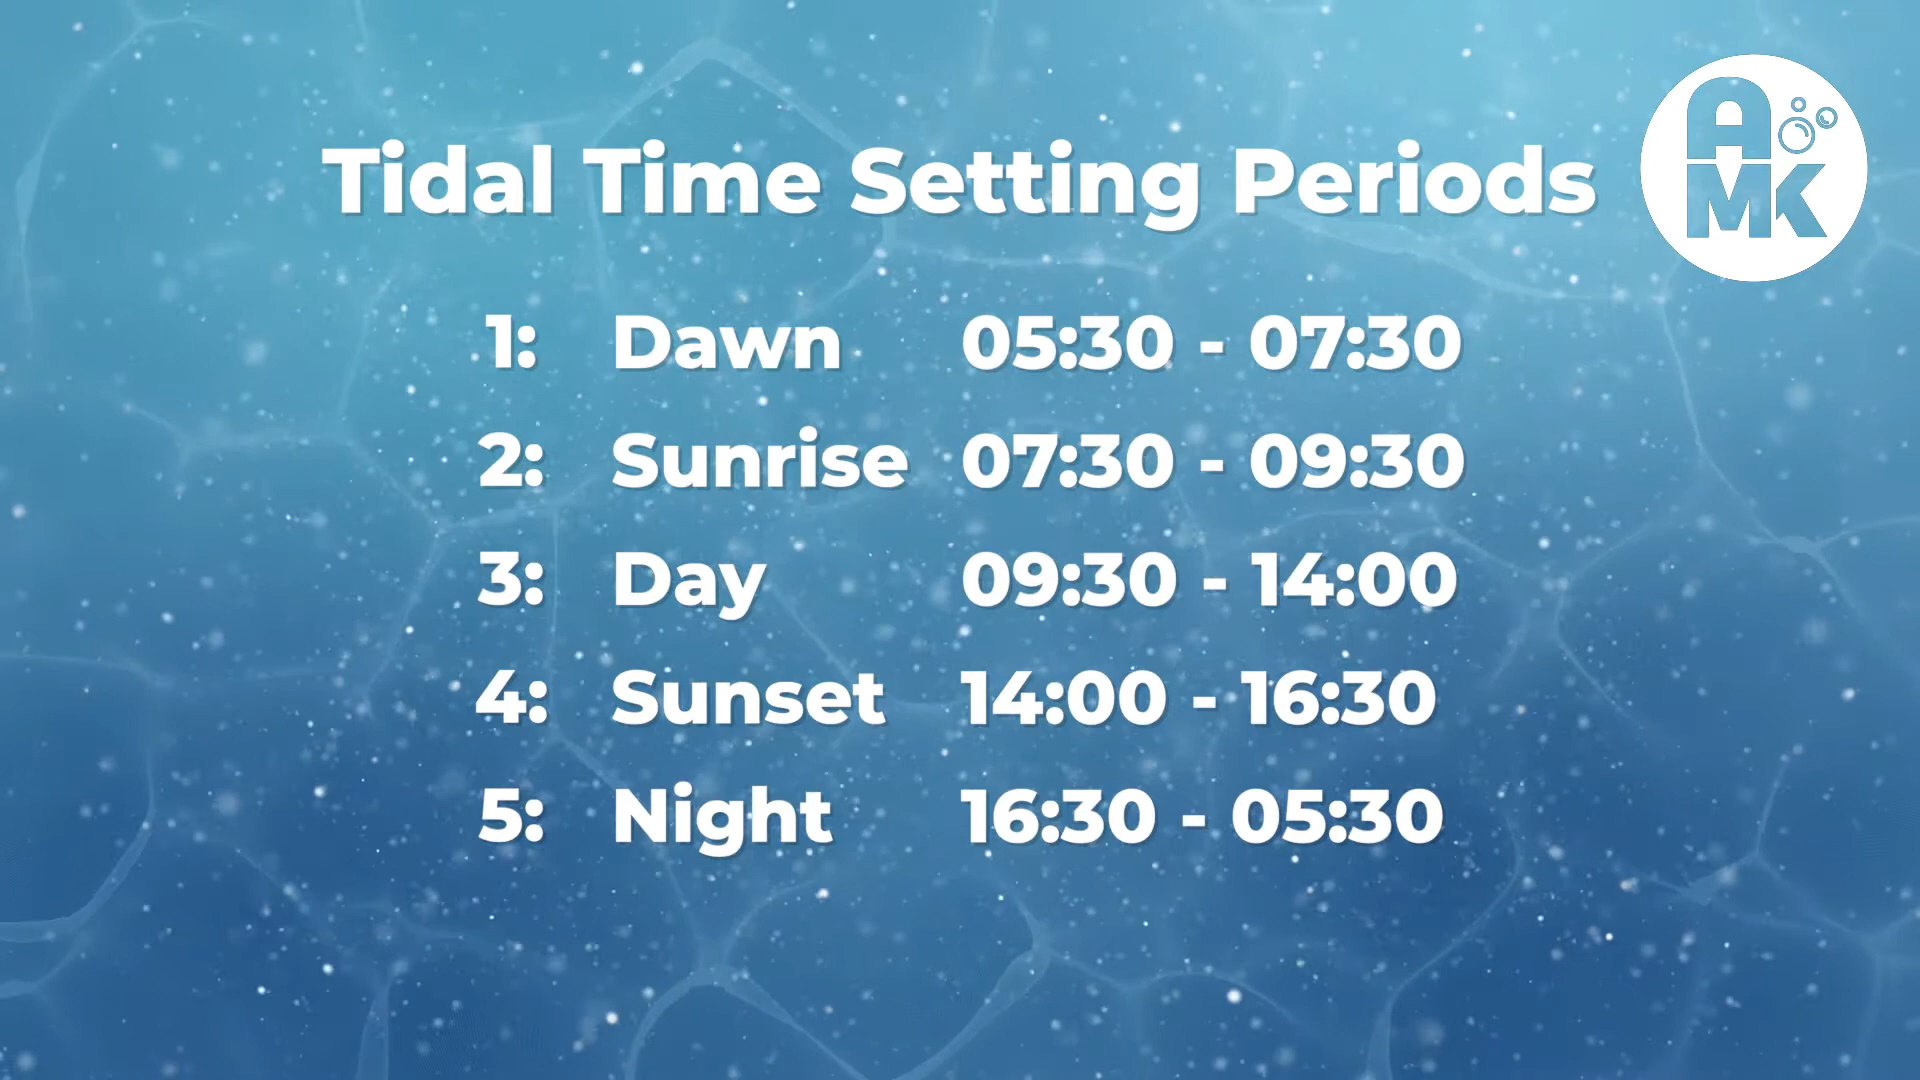 Tidal Time Setting Periods
A
MK
1: Dawn 05:30 - 07:30
2: Sunrise 07:30 - 09:30
3: Day 09:30 - 14:00
4: Sunset 14:00 - 16:30
5: Night 16:30 - 05:30